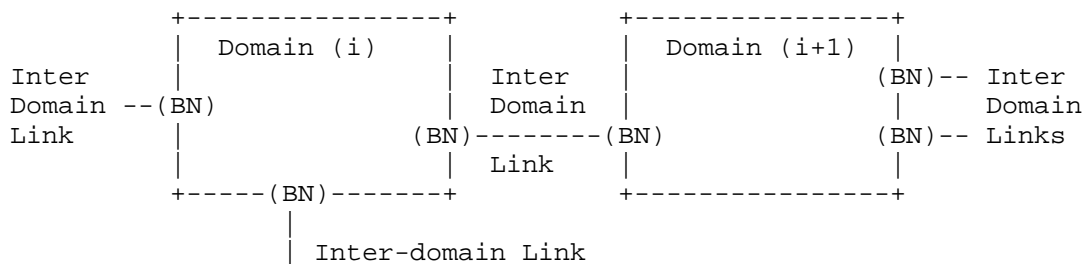 Domain (i) Domain (i+1)
Inter Inter (BN)-- Inter
Domain --(BN) Domain Domain
Link (BN)--------(BN) (BN)-- Links
Link
+-----(BN)-------+
Inter-domain Link